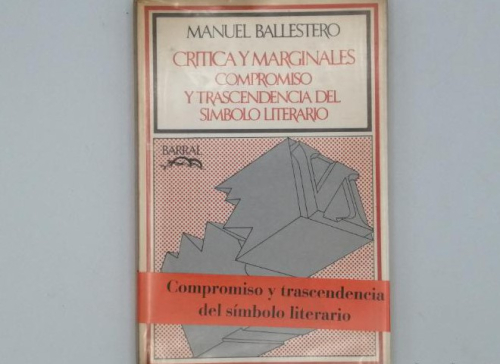 MANUEL BALLESTERO
CRITICA Y MARGINALES
COMPROMISO
Y TRASCENDENCIA DEL
SIMBOLO LITERARIO
BARRAL
Compromiso y trascendencia
del símbolo literario